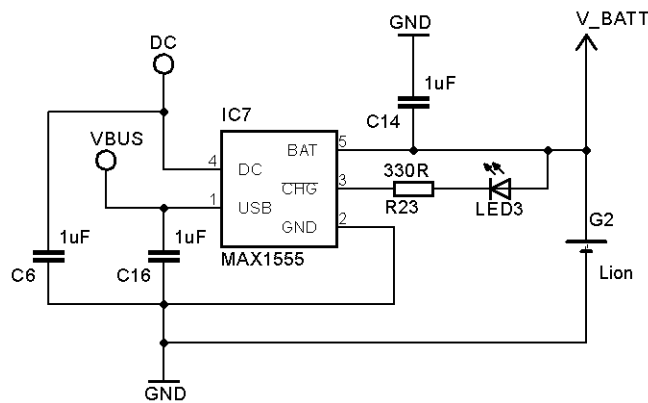 GND
V_BATT
DC
1uF
IC7
C14
VBUS
5
BAT
330R
4
DC
3
CHG
R23
LED3
1
USB
2
GND
G2
1uF
1uF
MAX1555
C6
C16
Lion
GND